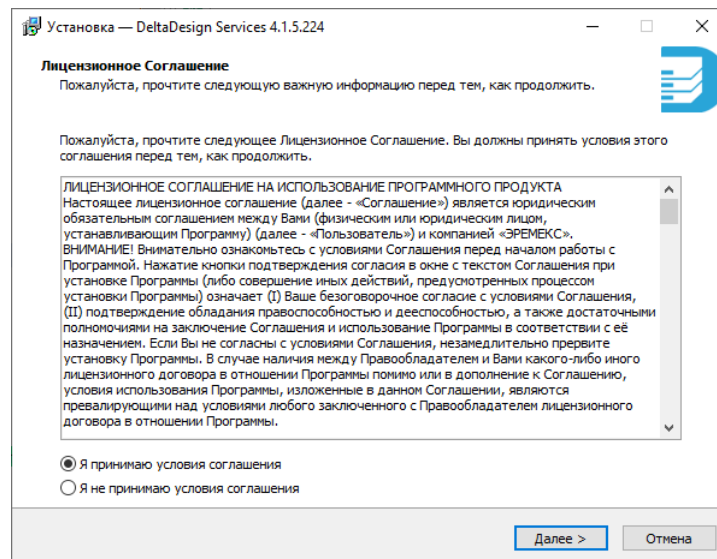 Установка — DeltaDesign Services 4.1.5.224
Лицензионное Соглашение
Пожалуйста, прочтите следующую важную информацию перед тем, как продолжить.
Пожалуйста, прочтите следующее Лицензионное Соглашение. Вы должны принять условия этого
соглашения перед тем, как продолжить.
ЛИЦЕНЗИОННОЕ СОГЛАШЕНИЕ НА ИСПОЛЬЗОВАНИЕ ПРОГРАММНОГО ПРОДУКТА
Настоящее лицензионное соглашение (далее - «Соглашение») является юридическим
обязательным соглашением между Вами (физическим или юридическим лицом,
устанавливающим Программу) (далее - «Пользователь») и компанией «ЭРЕМЕКС».
ВНИМАНИЕ! Внимательно ознакомьтесь с условиями Соглашения перед началом работы с
Программой. Нажатие кнопки подтверждения согласия в окне с текстом Соглашения при
установке Программы (либо совершение иных действий, предусмотренных процессом
установки Программы) означает (I) Ваше безоговорочное согласие с условиями Соглашения,
(II) подтверждение обладания правоспособностью и дееспособностью, а также достаточными
полномочиями на заключение Соглашения и использование Программы в соответствии с её
назначением. Если Вы не согласны с условиями Соглашения, незамедлительно прервите
установку Программы. В случае наличия между Правообладателем и Вами какого-либо иного
лицензионного договора в отношении Программы помимо или в дополнение к Соглашению,
условия использования Программы, изложенные в данном Соглашении, являются
превалирующими над условиями любого заключенного с Правообладателем лицензионного
договора в отношении Программы.
Я принимаю условия соглашения
Я не принимаю условия соглашения
Далее >
Отмена